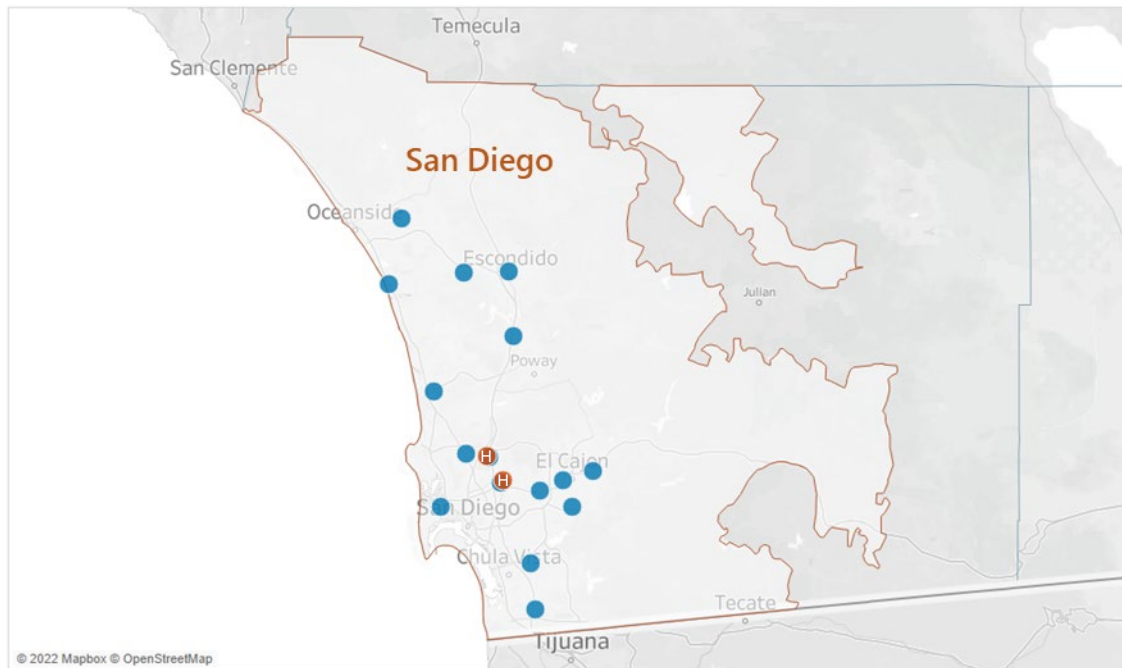 Temecula
San Clemente
San Diego
Oceanside
Escondido
Julian
Poway
El Cajon
H
H
San Diego
Chula Vista
Tecate
Tijuana
© 2022 Mapbox © OpenStreetMap